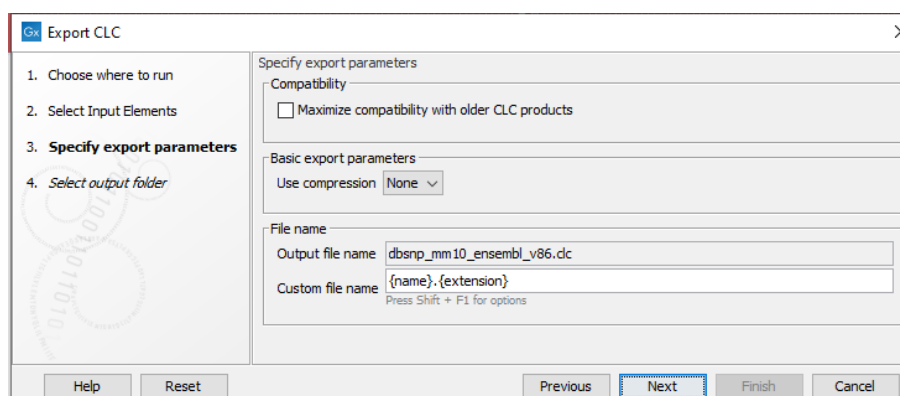 Gx Export CLC
1. Choose where to run
2. Select Input Elements
3. Specify export parameters
4. Select output folder
Specify export parameters
Compatibility
Maximize compatibility with older CLC products
Basic export parameters
Use compression None
File name
Output file name dbsnp_mm10_ensembl_v86.clc
Custom file name {name}.{extension}
Press Shift + F1 for options
Help Reset Previous Next Finish Cancel